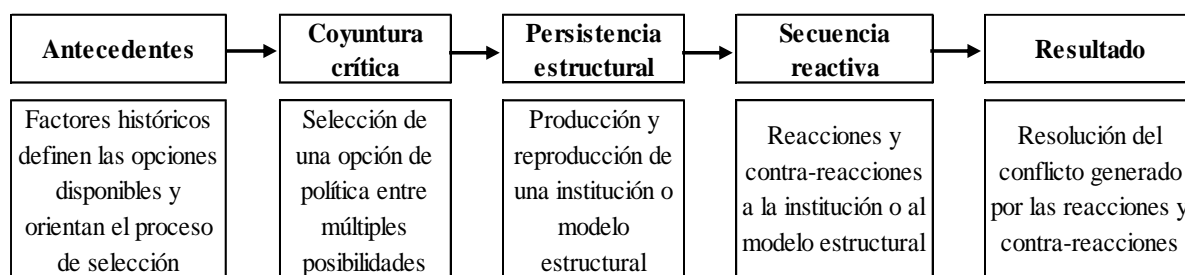 Antecedentes
Coyuntura
crítica
Persistencia
estructural
Secuencia
reactiva
Resultado
Factores históricos
definen las opciones
disponibles y
orientan el proceso
de selección
Selección de
una opción de
política entre
múltiples
posibilidades
Producción y
reproducción de
una institución o
modelo
estructural
Reacciones y
contra-reacciones
a la institución o al
modelo estructural
Resolución del
conflicto generado
por las reacciones y
contra-reacciones